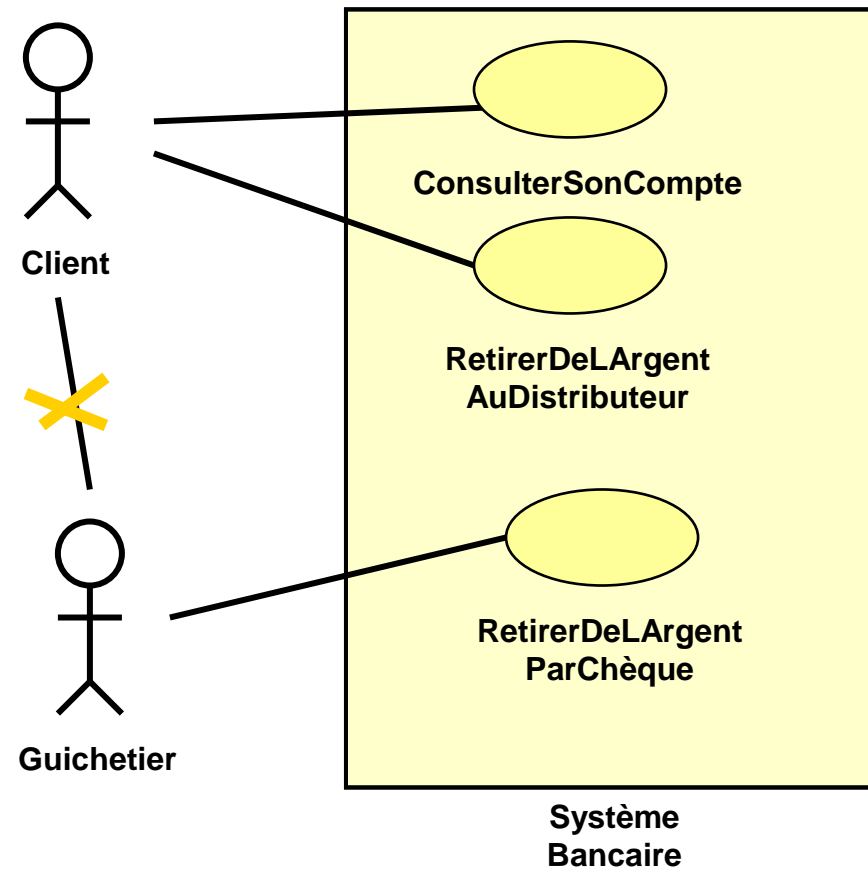 ConsulterSonCompte
Client
RetirerDeLArgent
AuDistributeur
RetirerDeLArgent
ParChèque
Guichetier
Système
Bancaire